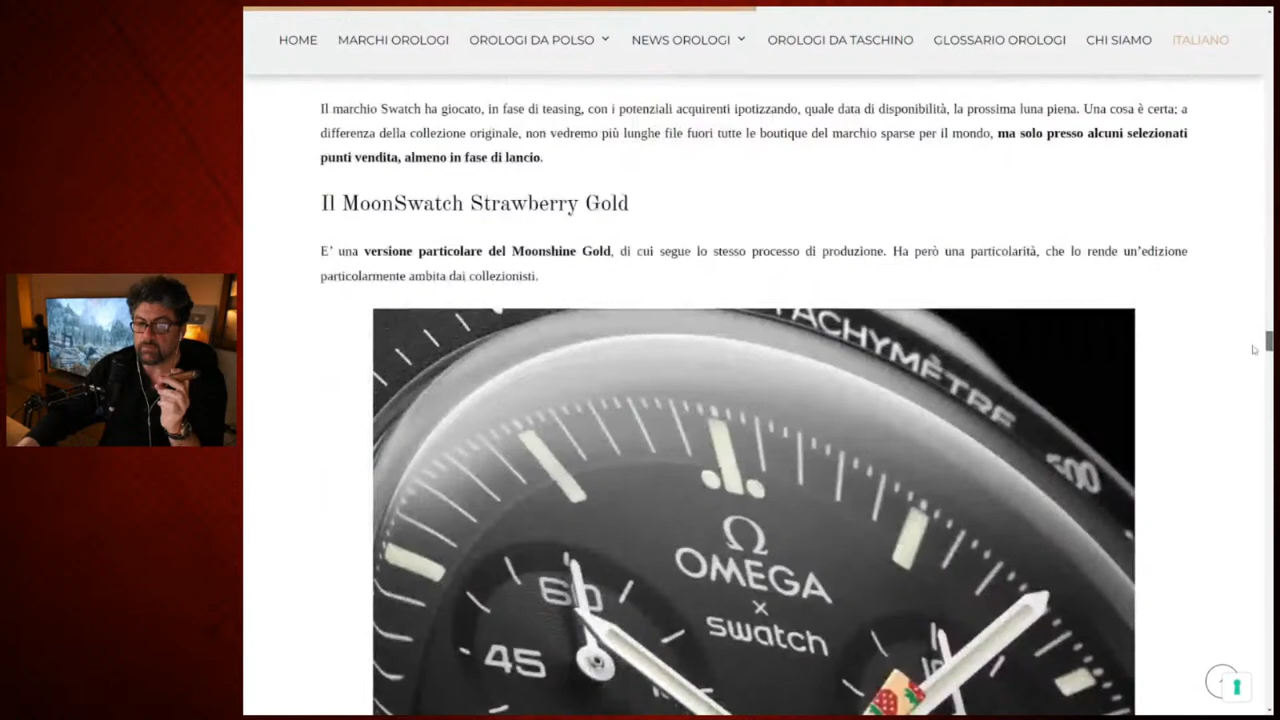 HOME MARCHI OROLOGI OROLOGI DA POLSO NEWS OROLOGI OROLOGI DA TASCHINO GLOSSARIO OROLOGI CHI SIAMO ITALIANO
Il marchio Swatch ha giocato, in fase di teasing, con i potenziali acquirenti ipotizzando, quale data di disponibilità, la prossima luna piena. Una cosa è certa: a
differenza della collezione originale, non vedremo più lunghe file fuori tutte le boutique del marchio sparse per il mondo, ma solo presso alcuni selezionati
punti vendita, almeno in fase di lancio.
Il MoonSwatch Strawberry Gold
E’ una versione particolare del Moonshine Gold, di cui segue lo stesso processo di produzione. Ha però una particolarità, che lo rende un’edizione
particolarmente ambita dai collezionisti.
TACHYMÈTRE
500
Ω
OMEGA
x
swatch
60
45